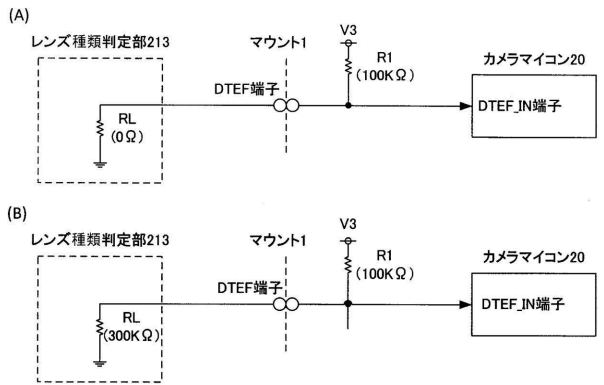 (A)
レンズ種類判定部213
マウント1
V3
カメラマイコン20
DTEF端子
R1
(100KΩ)
DTEF_IN端子
RL
(0Ω)
(B)
レンズ種類判定部213
マウント1
V3
カメラマイコン20
DTEF端子
R1
(100KΩ)
DTEF_IN端子
RL
(300KΩ)